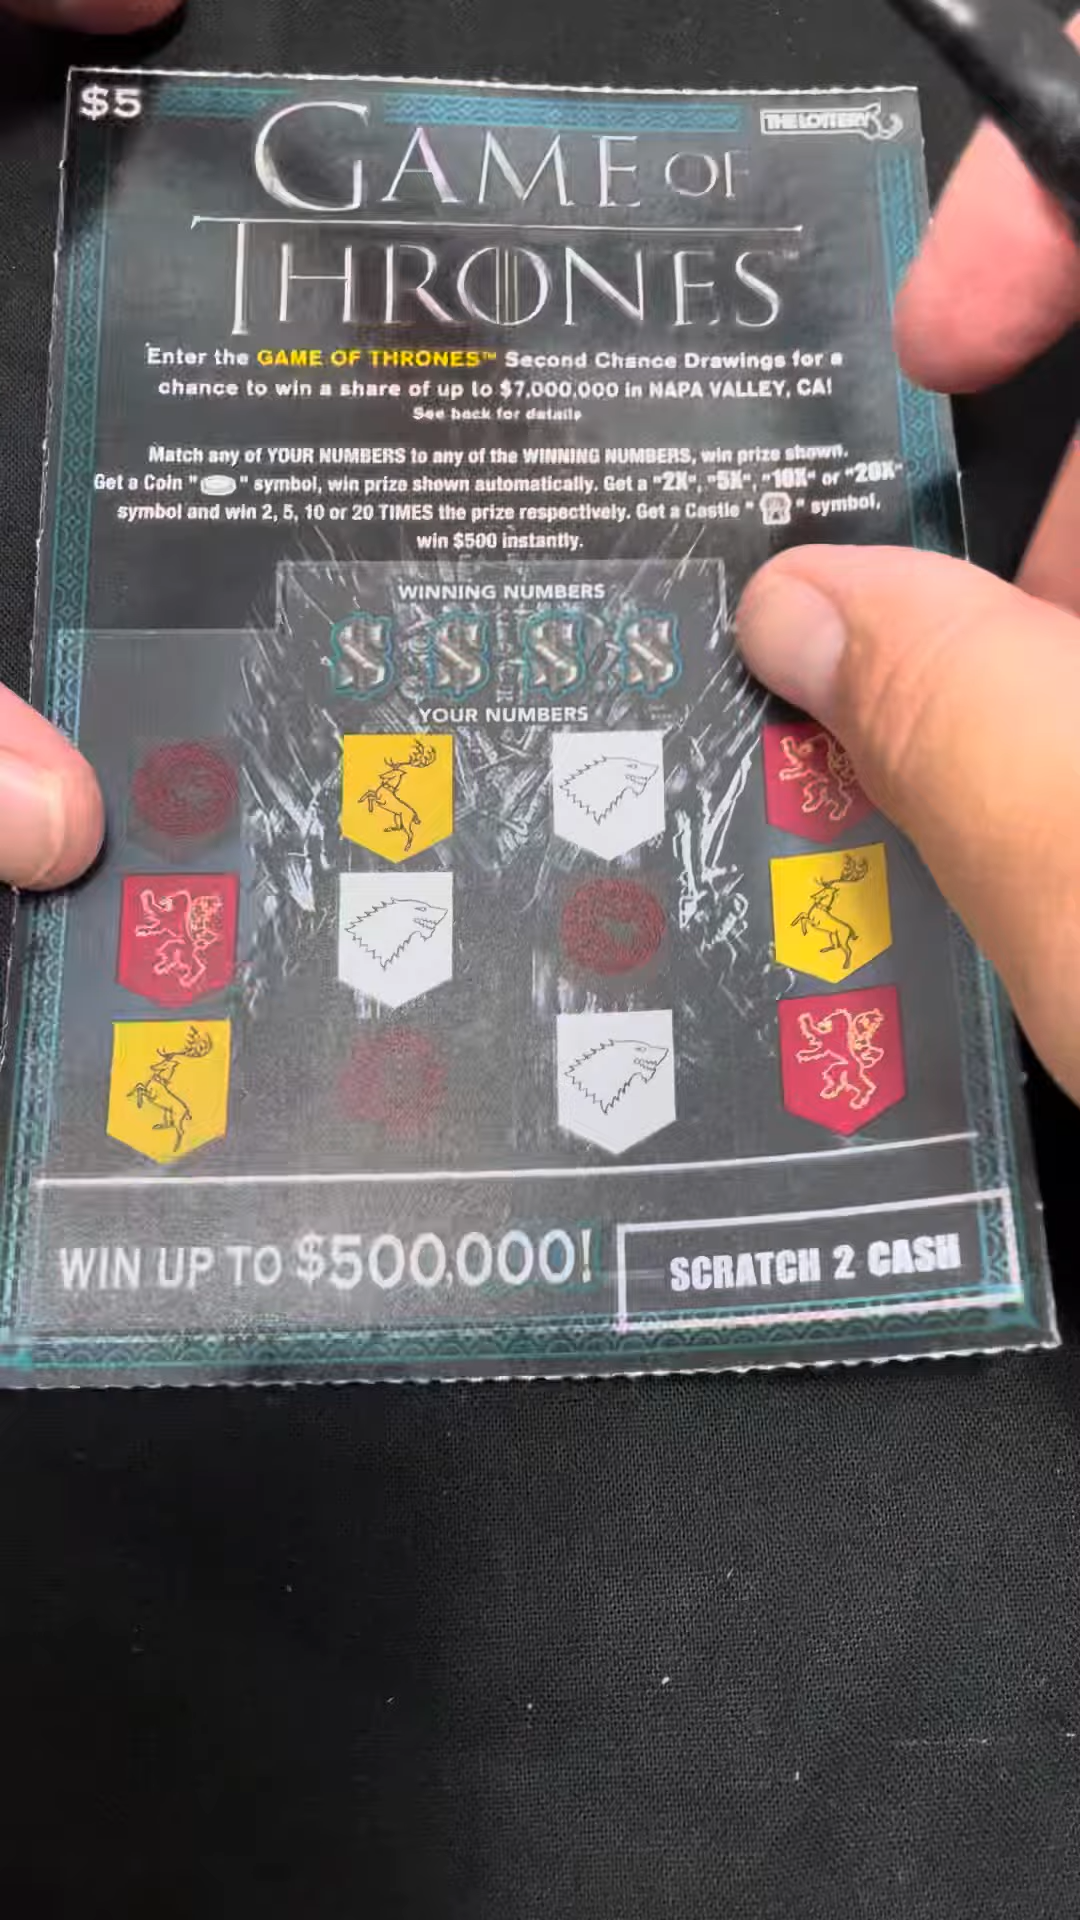 $5
THE LOTTERY
GAME OF
THRONES™
Enter the GAME OF THRONES™ Second Chance Drawings for a
chance to win a share of up to $7,000,000 in NAPA VALLEY, CA!
See back for details
Match any of YOUR NUMBERS to any of the WINNING NUMBERS, win prize shown.
Get a Coin " " symbol, win prize shown automatically. Get a "2X", "5X", "10X" or "20X"
symbol and win 2, 5, 10 or 20 TIMES the prize respectively. Get a Castle " " symbol,
win $500 instantly.
WINNING NUMBERS
$ $ $ $
YOUR NUMBERS
WIN UP TO $500,000!
SCRATCH 2 CASH